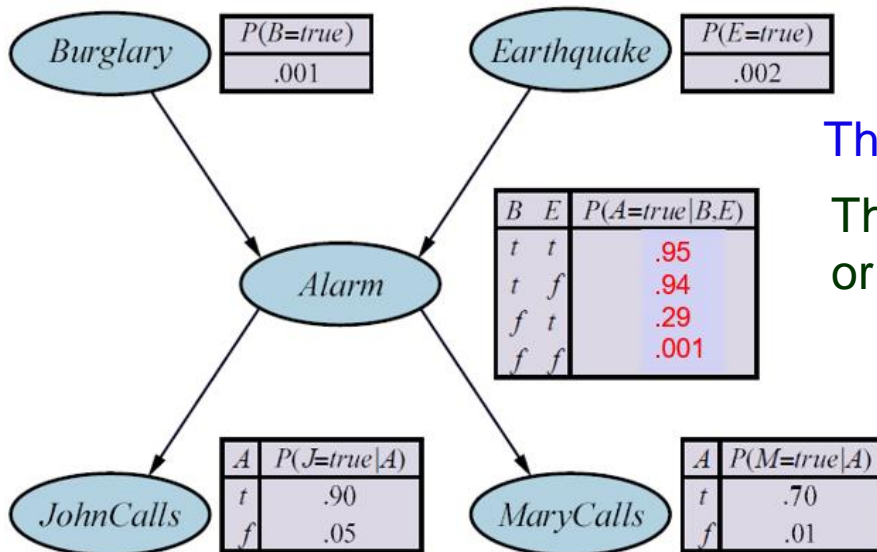 Burglary
P(B=true)
.001
Earthquake
P(E=true)
.002
Th
Th
or
Alarm
B E P(A=true|B,E)
t t .95
t f .94
f t .29
f f .001
JohnCalls
A P(J=true|A)
t .90
f .05
MaryCalls
A P(M=true|A)
t .70
f .01